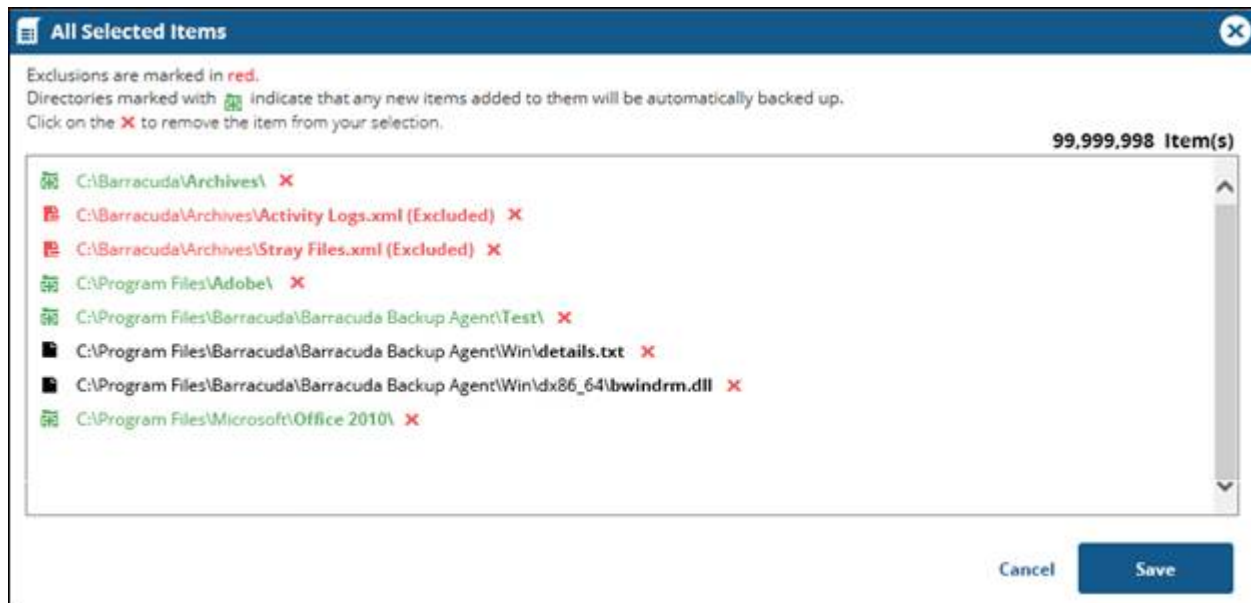 All Selected Items
Exclusions are marked in red.
Directories marked with indicate that any new items added to them will be automatically backed up.
Click on the ✕ to remove the item from your selection.
99,999,998 Item(s)
C:\Barracuda\Archives\ ✕
C:\Barracuda\Archives\Activity Logs.xml (Excluded) ✕
C:\Barracuda\Archives\Stray Files.xml (Excluded) ✕
C:\Program Files\Adobe\ ✕
C:\Program Files\Barracuda\Barracuda Backup Agent\Test\ ✕
C:\Program Files\Barracuda\Barracuda Backup Agent\Win\details.txt ✕
C:\Program Files\Barracuda\Barracuda Backup Agent\Win\dx86_64\bwindrm.dll ✕
C:\Program Files\Microsoft\Office 2010\ ✕
Cancel Save